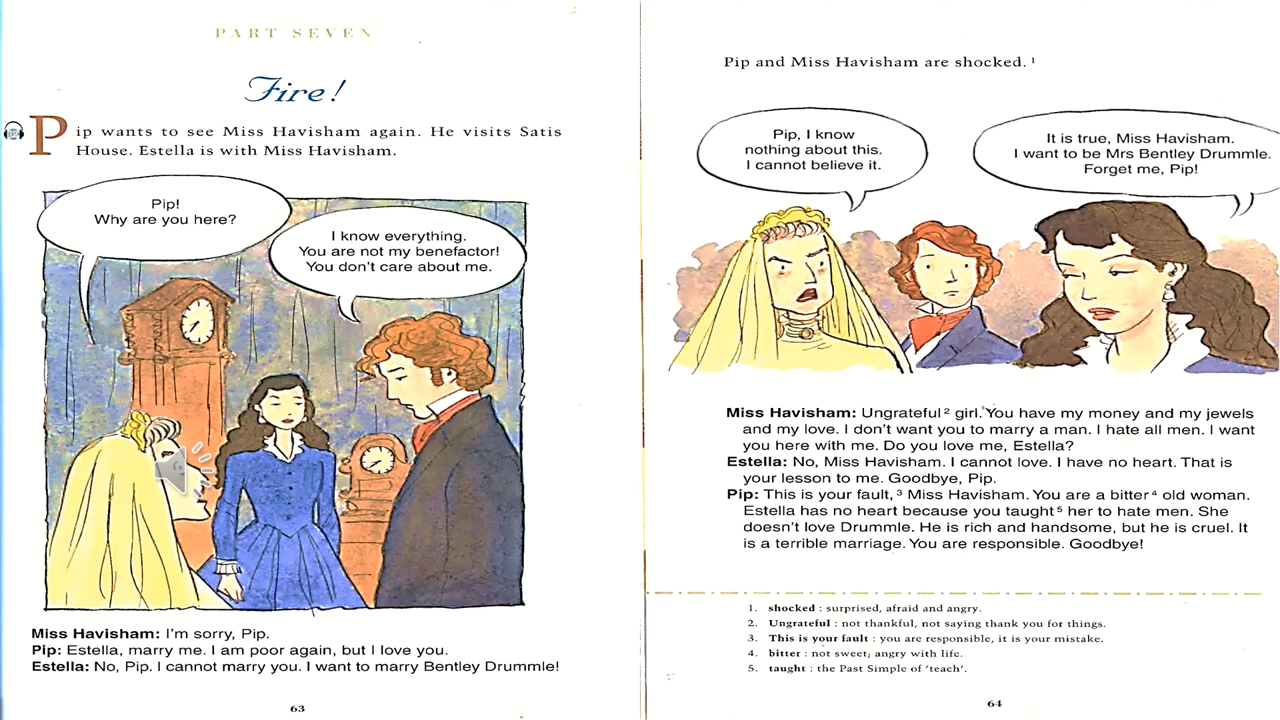 PART SEVEN
Fire!
Pip wants to see Miss Havisham again. He visits Satis
House. Estella is with Miss Havisham.
Pip!
Why are you here?
I know everything.
You are not my benefactor!
You don't care about me.
Miss Havisham: I'm sorry, Pip.
Pip: Estella, marry me. I am poor again, but I love you.
Estella: No, Pip. I cannot marry you. I want to marry Bentley Drummle!
63
Pip and Miss Havisham are shocked. 1
Pip, I know
nothing about this.
I cannot believe it.
It is true, Miss Havisham.
I want to be Mrs Bentley Drummle.
Forget me, Pip!
Miss Havisham: Ungrateful 2 girl. You have my money and my jewels
and my love. I don't want you to marry a man. I hate all men. I want
you here with me. Do you love me, Estella?
Estella: No, Miss Havisham. I cannot love. I have no heart. That is
your lesson to me. Goodbye, Pip.
Pip: This is your fault, 3 Miss Havisham. You are a bitter 4 old woman.
Estella has no heart because you taught 5 her to hate men. She
doesn't love Drummle. He is rich and handsome, but he is cruel. It
is a terrible marriage. You are responsible. Goodbye!
1. shocked : surprised, afraid and angry.
2. Ungrateful : not thankful, not saying thank you for things.
3. This is your fault : you are responsible, it is your mistake.
4. bitter : not sweet; angry with life.
5. taught : the Past Simple of 'teach'.
64